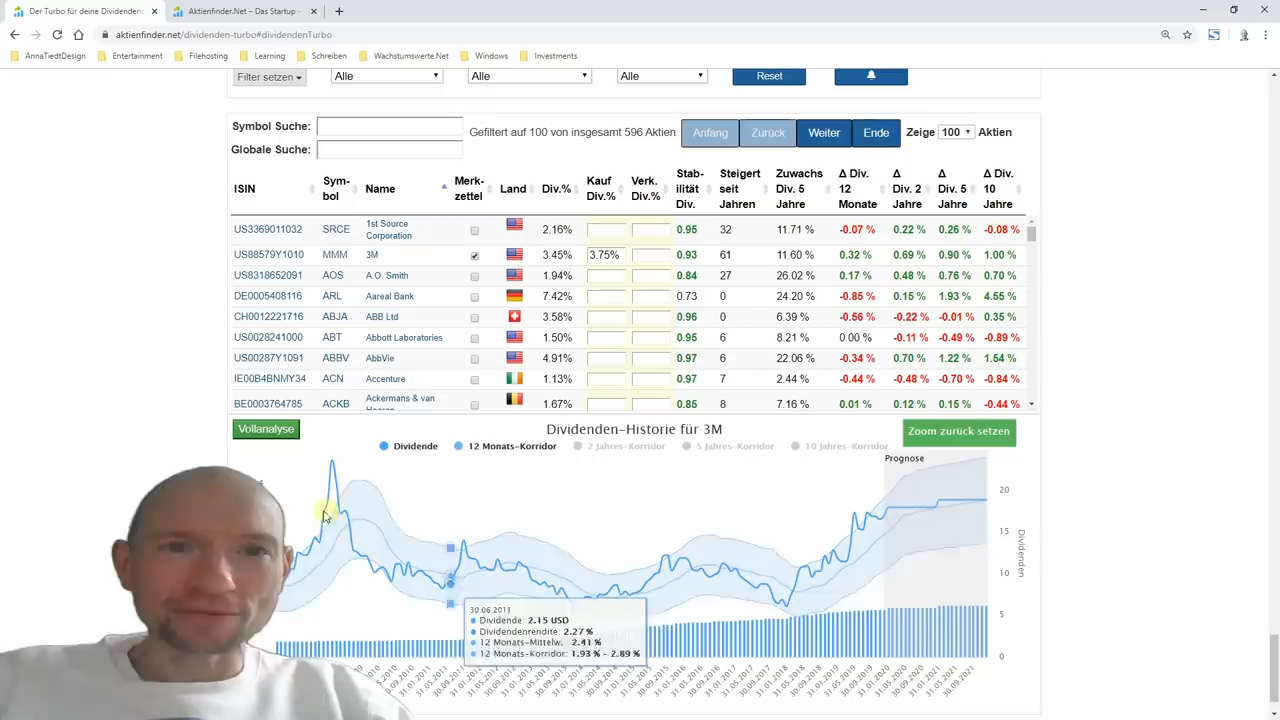 Der Turbo für deine Dividendens
Aktienfinder.Net – Das Startup -
aktienfinder.net/dividenden-turbo#dividendenTurbo
AnnaTiedtDesign Entertainment Filehosting Learning Schreiben Wachstumswerte.Net Windows Investments
Filter setzen Alle Alle Alle Reset
Symbol Suche: Gefiltert auf 100 von insgesamt 596 Aktien Anfang Zurück Weiter Ende Zeige 100 Aktien
Globale Suche:
ISIN Sym-bol Name Merk-zettel Land Div.% Kauf Div.% Verk. Div.% Stab-ilität Div. Steigert seit Jahren Zuwachs Div. 5 Jahre Δ Div. 12 Monate Δ Div. 2 Jahre Δ Div. 5 Jahre Δ Div. 10 Jahre
US3369011032 SRCE 1st Source Corporation 2.16% 0.95 32 11.71 % -0.07 % 0.22 % 0.26 % -0.08 %
US88579Y1010 MMM 3M 3.45% 3.75% 0.93 61 11.60 % 0.32 % 0.69 % 0.90 % 1.00 %
US8318652091 AOS A.O. Smith 1.94% 0.84 27 26.02 % 0.17 % 0.48 % 0.76 % 0.70 %
DE0005408116 ARL Aareal Bank 7.42% 0.73 0 24.20 % -0.85 % 0.15 % 1.93 % 4.55 %
CH0012221716 ABJA ABB Ltd 3.58% 0.96 0 6.39 % -0.56 % -0.22 % -0.01 % 0.35 %
US0028241000 ABT Abbott Laboratories 1.50% 0.95 6 8.21 % 0.00 % -0.11 % -0.49 % -0.89 %
US00287Y1091 ABBV AbbVie 4.91% 0.97 6 22.06 % -0.34 % 0.70 % 1.22 % 1.54 %
IE00B4BNMY34 ACN Accenture 1.13% 0.97 7 2.44 % -0.44 % -0.48 % -0.70 % -0.84 %
BE0003764785 ACKB Ackermans & van 1.67% 0.85 8 7.16 % 0.01 % 0.12 % 0.15 % -0.44 %
Vollanalyse Dividenden-Historie für 3M Zoom zurück setzen
Dividende 12 Monats-Korridor 2 Jahres-Korridor 5 Jahres-Korridor 10 Jahres-Korridor
Prognose
20
15
10
5
0
Dividenden
30.06.2011
Dividende: 2.15 USD
Dividendenrendite: 2.27 %
12 Monats-Mittelw.: 2.41 %
12 Monats-Korridor: 1.93 % - 2.89 %